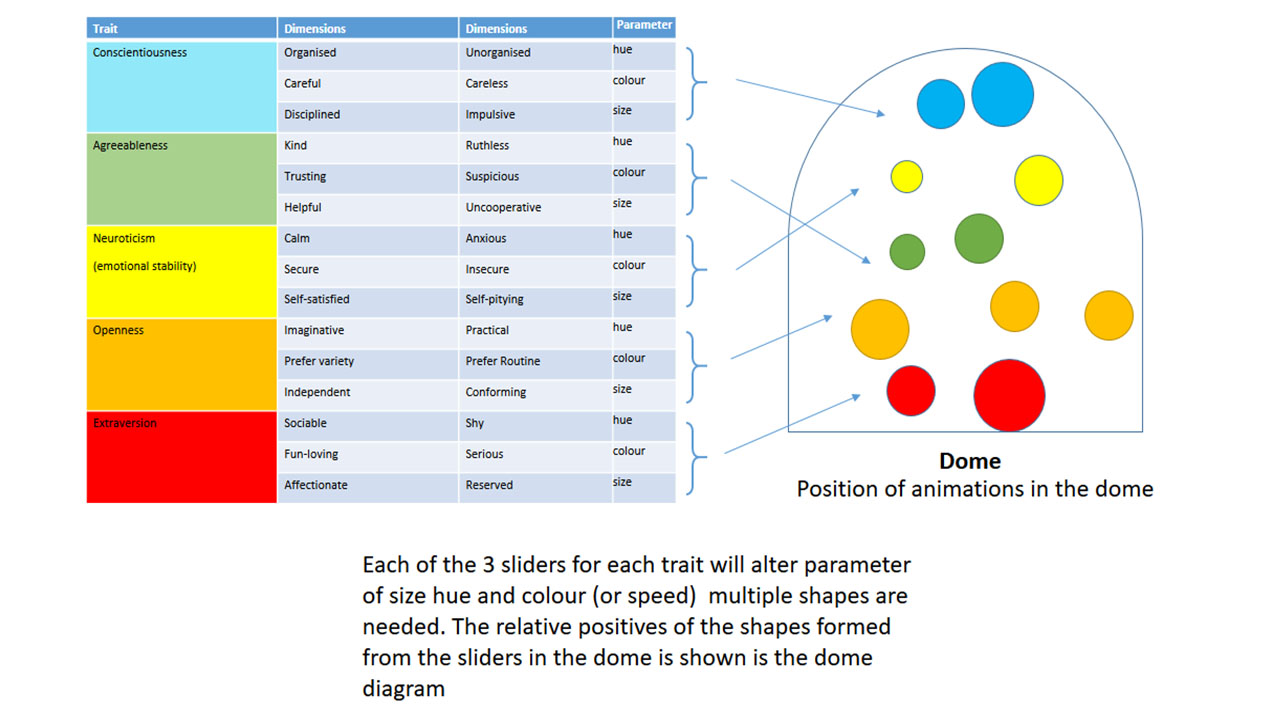 Trait Dimensions Dimensions Parameter
Conscientiousness Organised Unorganised hue
Careful Careless colour
Disciplined Impulsive size
Agreeableness Kind Ruthless hue
Trusting Suspicious colour
Helpful Uncooperative size
Neuroticism Calm Anxious hue
(emotional stability) Secure Insecure colour
Self-satisfied Self-pitying size
Openness Imaginative Practical hue
Prefer variety Prefer Routine colour
Independent Conforming size
Extraversion Sociable Shy hue
Fun-loving Serious colour
Affectionate Reserved size
Dome
Position of animations in the dome
Each of the 3 sliders for each trait will alter parameter
of size hue and colour (or speed)  multiple shapes are
needed. The relative positives of the shapes formed
from the sliders in the dome is shown is the dome
diagram